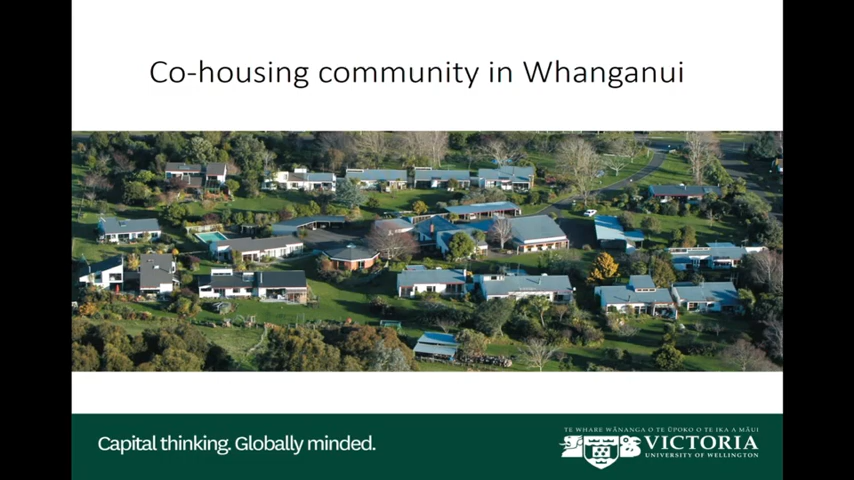 Co-housing community in Whanganui
Capital thinking. Globally minded.
TE WHARE WĀNANGA O TE ŪPOKO O TE IKA A MĀUI
VICTORIA
UNIVERSITY OF WELLINGTON